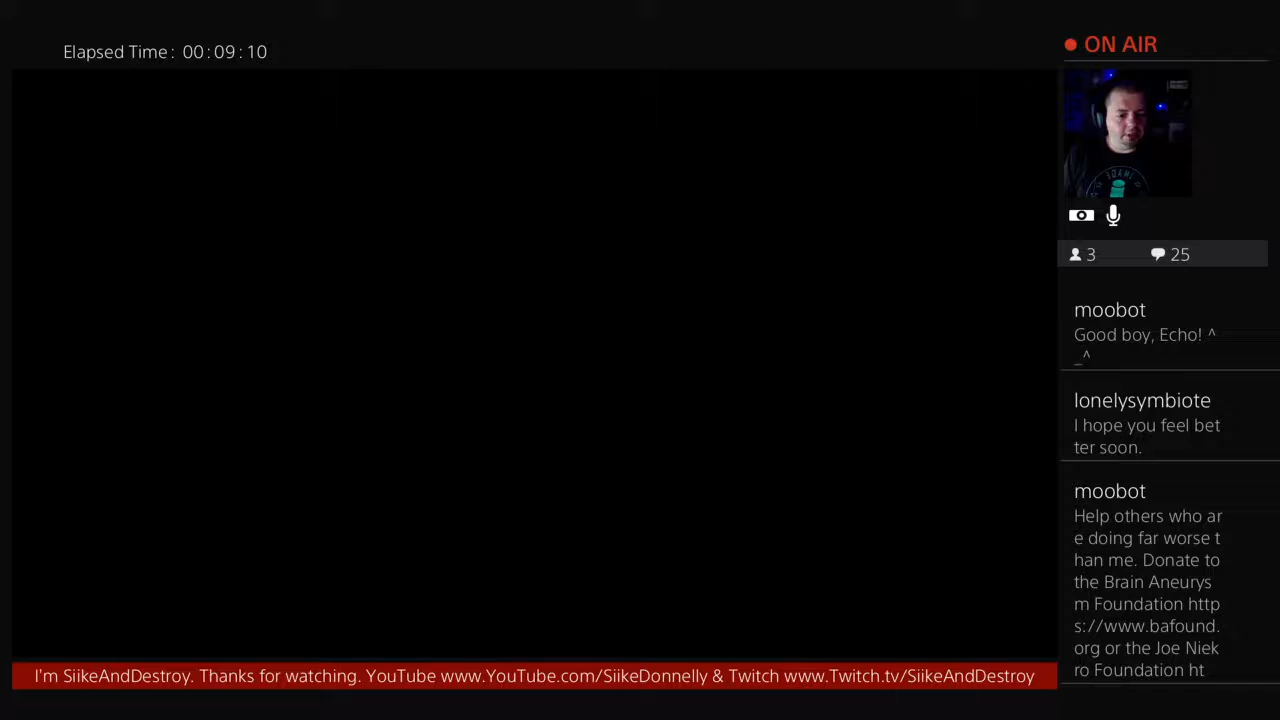 Elapsed Time: 00:09:10
ON AIR
3 25
moobot
Good boy, Echo! ^
_^
lonelysymbiote
I hope you feel bet
ter soon.
moobot
Help others who ar
e doing far worse t
han me. Donate to
the Brain Aneurys
m Foundation http
s://www.bafound.
org or the Joe Niek
ro Foundation ht
I'm SiikeAndDestroy. Thanks for watching. YouTube www.YouTube.com/SiikeDonnelly & Twitch www.Twitch.tv/SiikeAndDestroy